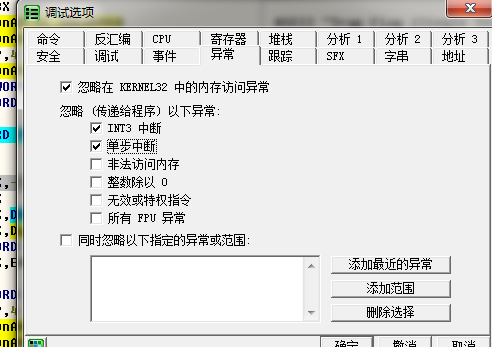 调试选项
命令 反汇编 CPU 寄存器 堆栈 分析 1 分析 2 分析 3
安全 调试 事件 异常 跟踪 SFX 字串 地址
忽略在 KERNEL32 中的内存访问异常
忽略 (传递给程序) 以下异常:
INT3 中断
单步中断
非法访问内存
整数除以 0
无效或特权指令
所有 FPU 异常
同时忽略以下指定的异常或范围:
添加最近的异常
添加范围
删除选择
确定 撤消 取消